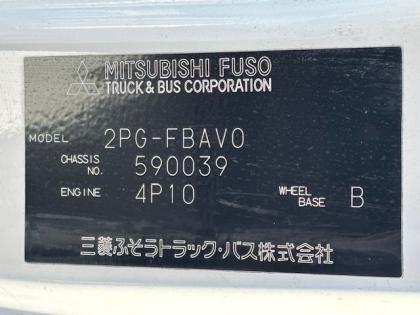 MITSUBISHI FUSO
TRUCK & BUS CORPORATION
MODEL 2PG-FBAV0
CHASSIS NO. 590039
ENGINE 4P10 WHEEL BASE B
三菱ふそうトラック・バス株式会社